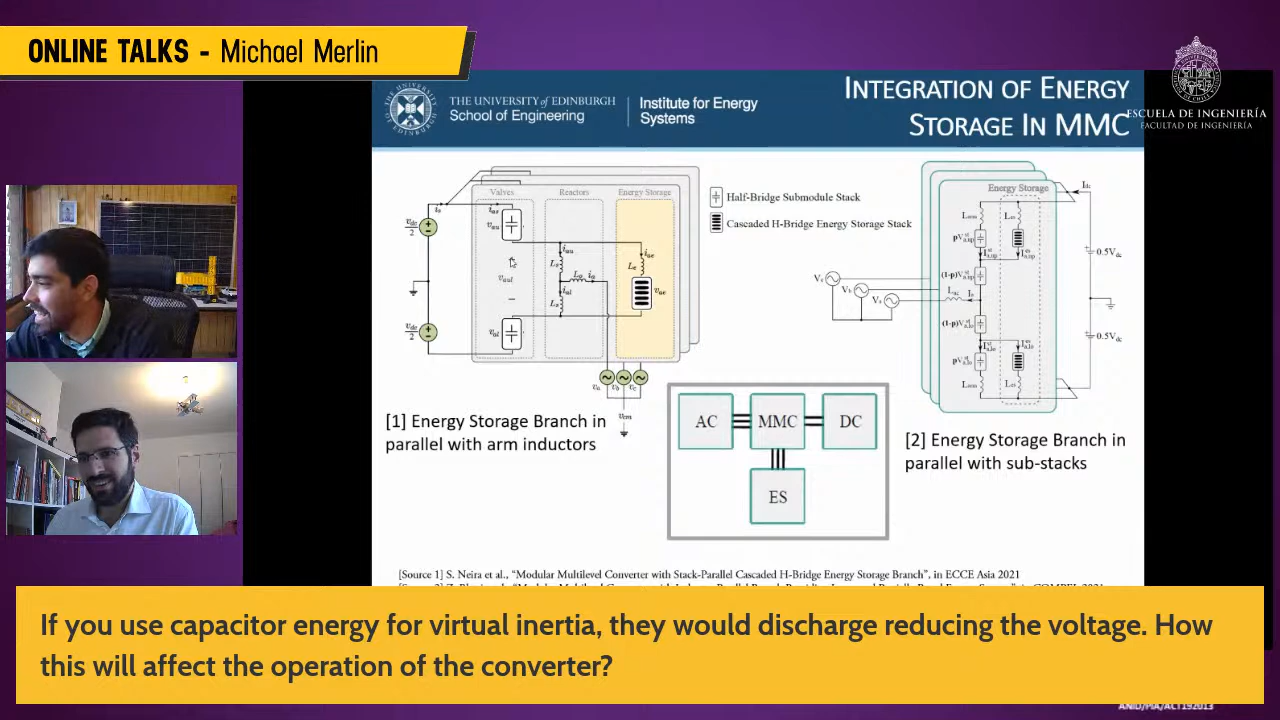 ONLINE TALKS - Michael Merlin
THE UNIVERSITY of EDINBURGH
School of Engineering
Institute for Energy
Systems
INTEGRATION OF ENERGY
STORAGE IN MMC
ESCUELA DE INGENIERÍA
FACULTAD DE INGENIERÍA
Valves
Reactors
Energy Storage
Half-Bridge Submodule Stack
Cascaded H-Bridge Energy Storage Stack
Energy Storage
0.5Vdc
0.5Vdc
[1] Energy Storage Branch in
parallel with arm inductors
AC
MMC
DC
ES
[2] Energy Storage Branch in
parallel with sub-stacks
[Source 1] S. Neira et al., "Modular Multilevel Converter with Stack-Parallel Cascaded H-Bridge Energy Storage Branch", in ECCE Asia 2021
If you use capacitor energy for virtual inertia, they would discharge reducing the voltage. How
this will affect the operation of the converter?